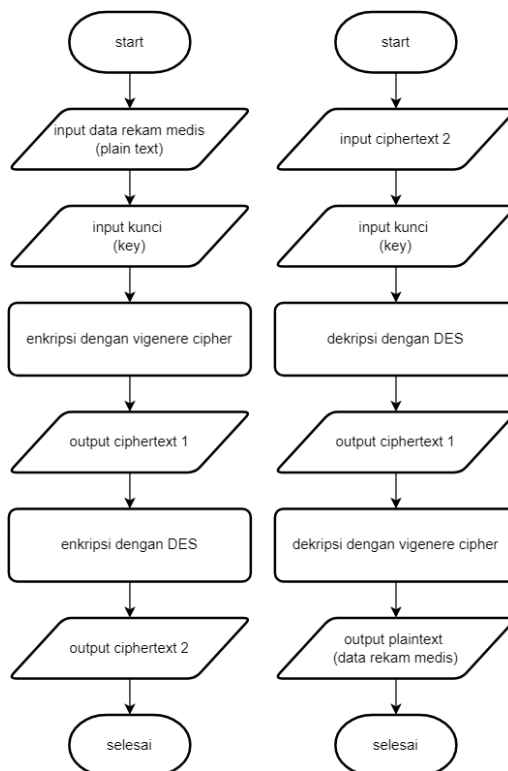 start
input data rekam medis
(plain text)
input kunci
(key)
enkripsi dengan vigenere cipher
output ciphertext 1
enkripsi dengan DES
output ciphertext 2
selesai
start
input ciphertext 2
input kunci
(key)
dekripsi dengan DES
output ciphertext 1
dekripsi dengan vigenere cipher
output plaintext
(data rekam medis)
selesai